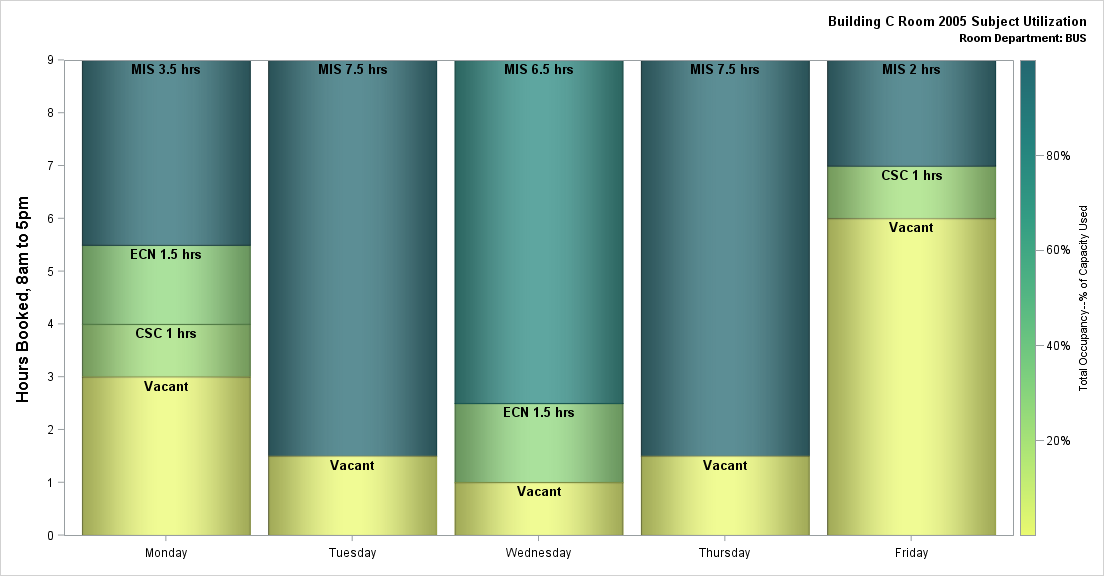 Building C Room 2005 Subject Utilization
Room Department: BUS
Hours Booked, 8am to 5pm
9
8
7
6
5
4
3
2
1
0
MIS 3.5 hrs
ECN 1.5 hrs
CSC 1 hrs
Vacant
MIS 7.5 hrs
Vacant
MIS 6.5 hrs
ECN 1.5 hrs
Vacant
MIS 7.5 hrs
Vacant
MIS 2 hrs
CSC 1 hrs
Vacant
Monday
Tuesday
Wednesday
Thursday
Friday
80%
60%
40%
20%
Total Occupancy--% of Capacity Used